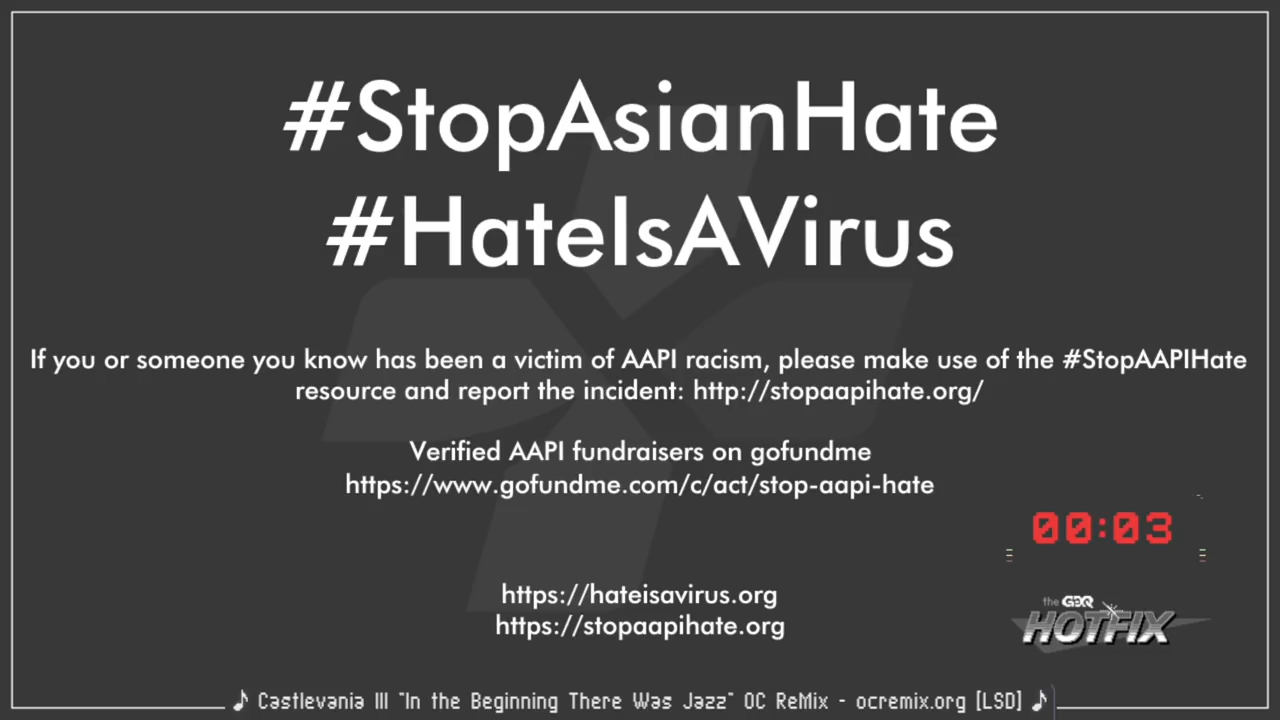 #StopAsianHate
#HateIsAVirus
If you or someone you know has been a victim of AAPI racism, please make use of the #StopAAPIHate
resource and report the incident: http://stopaapihate.org/
Verified AAPI fundraisers on gofundme
https://www.gofundme.com/c/act/stop-aapi-hate
00:03
https://hateisavirus.org
https://stopaapihate.org
the GDQ
HOTFIX
♪ Castlevania III "In the Beginning There Was Jazz" OC ReMix - ocremix.org [LSD] ♪